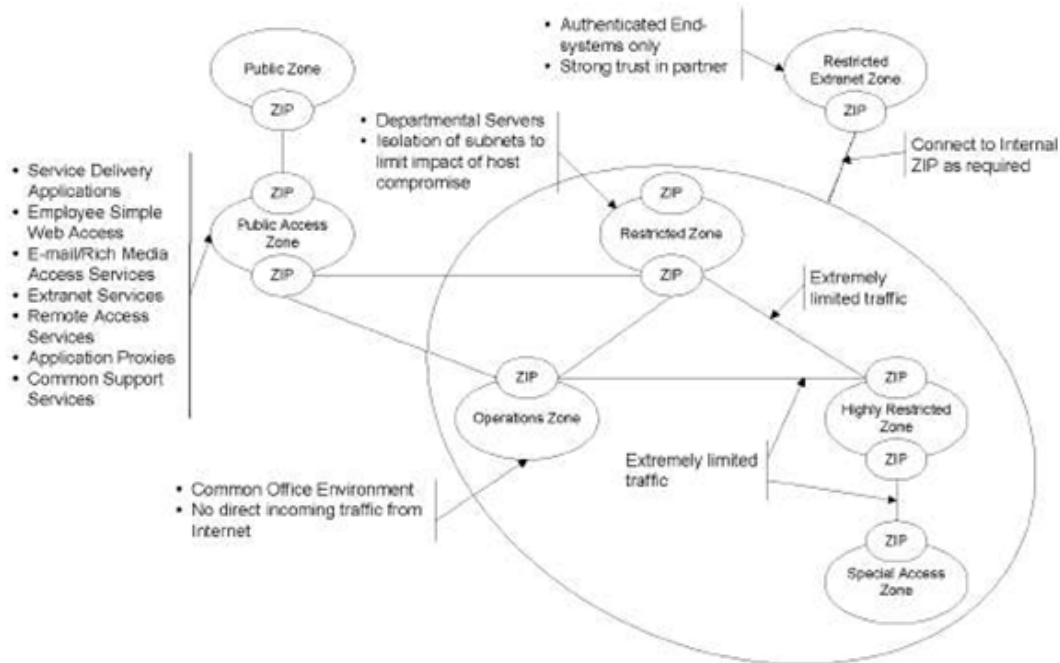 • Authenticated End-
systems only
• Strong trust in partner
Public Zone
ZIP
Restricted
Extranet Zone
ZIP
• Departmental Servers
• Isolation of subnets to
limit impact of host
compromise
Connect to Internal
ZIP as required
• Service Delivery
Applications
• Employee Simple
Web Access
• E-mail/Rich Media
Access Services
• Extranet Services
• Remote Access
Services
• Application Proxies
• Common Support
Services
ZIP
Public Access
Zone
ZIP
ZIP
Restricted Zone
ZIP
Extremely
limited traffic
ZIP
Operations Zone
ZIP
Highly Restricted
Zone
ZIP
Extremely limited
traffic
• Common Office Environment
• No direct incoming traffic from
Internet
ZIP
Special Access
Zone